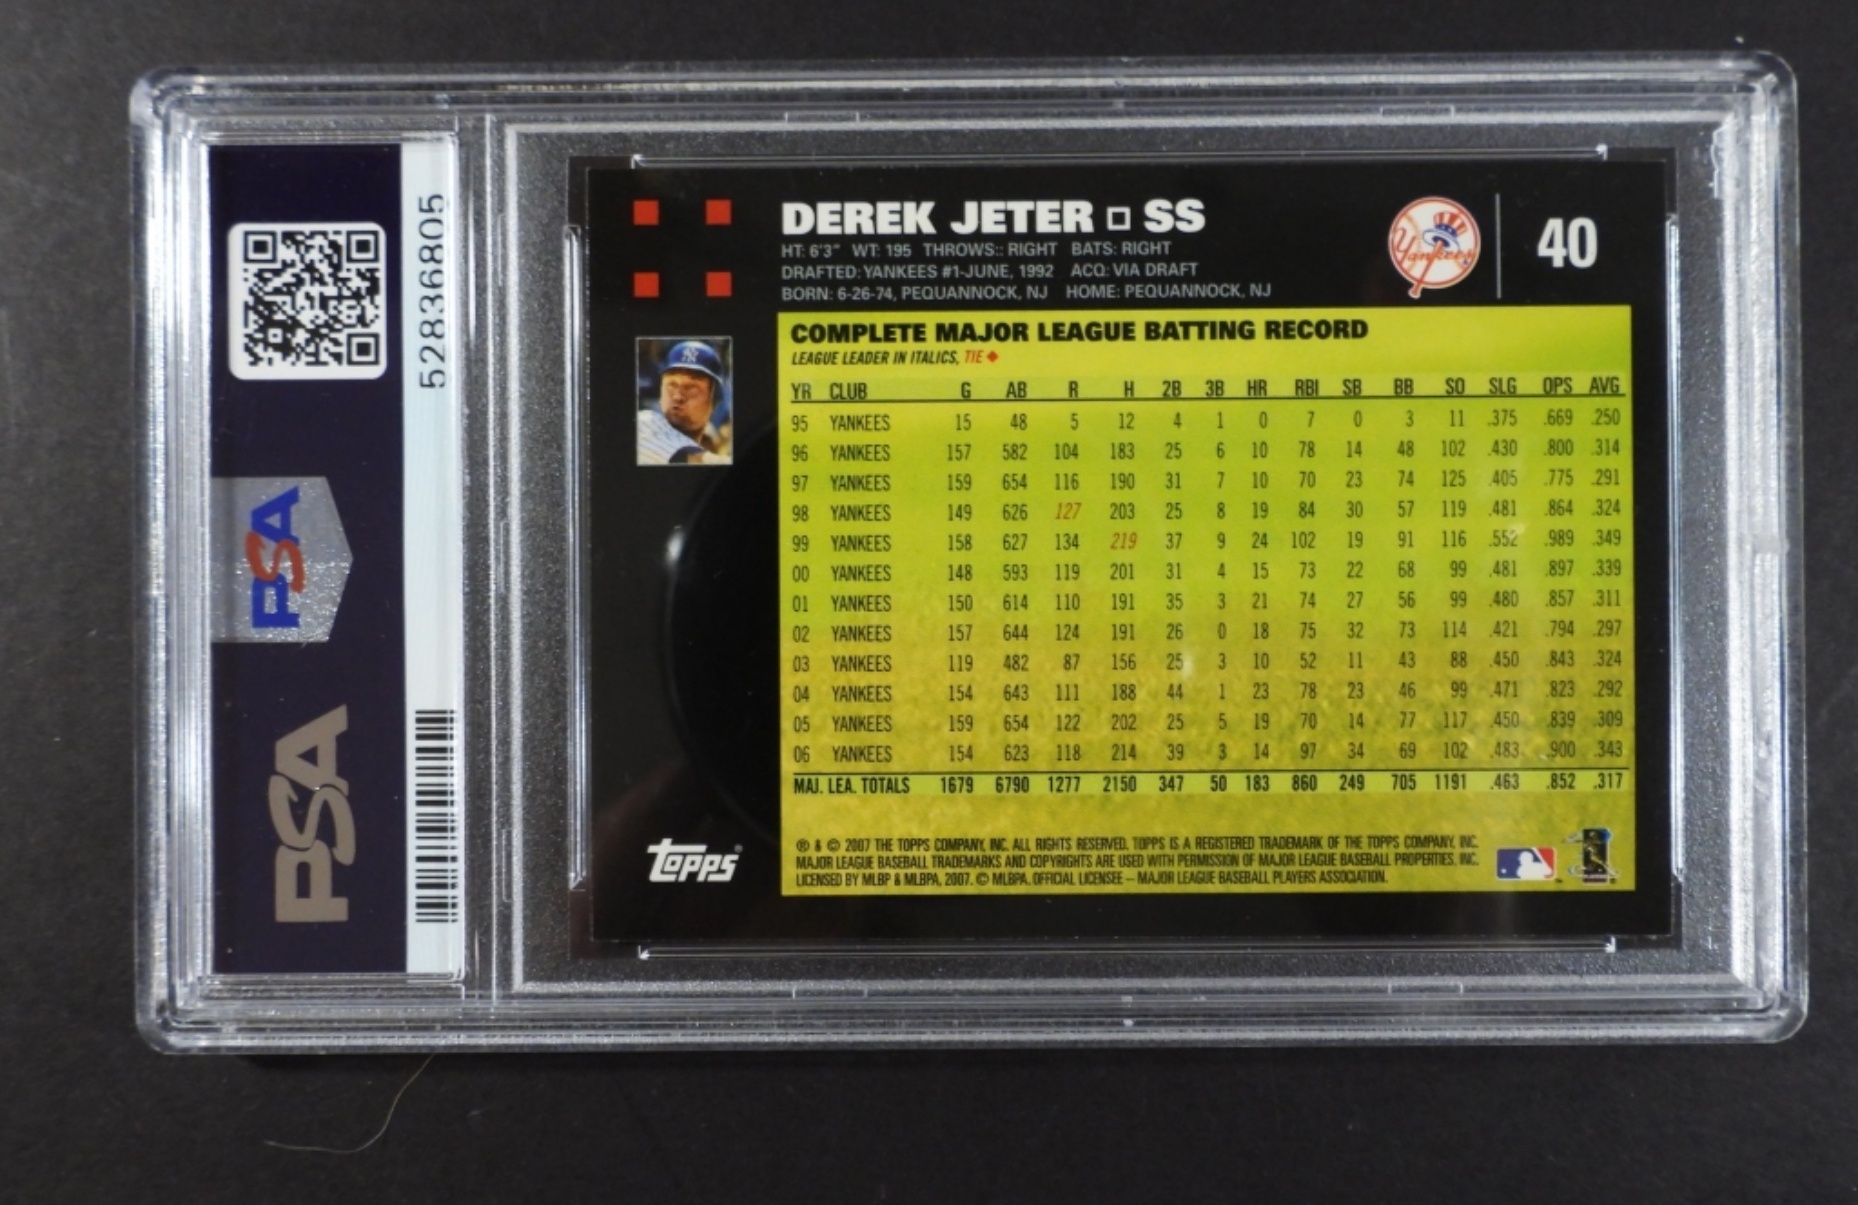 52836805
PSA
PSA
DEREK JETER □ SS
HT: 6'3" WT: 195 THROWS:: RIGHT BATS: RIGHT
DRAFTED: YANKEES #1-JUNE, 1992 ACQ: VIA DRAFT
BORN: 6-26-74, PEQUANNOCK, NJ HOME: PEQUANNOCK, NJ
Yankees
40
COMPLETE MAJOR LEAGUE BATTING RECORD
LEAGUE LEADER IN ITALICS, TIE ◆
YR CLUB G AB R H 2B 3B HR RBI SB BB SO SLG OPS AVG
95 YANKEES 15 48 5 12 4 1 0 7 0 3 11 .375 .669 .250
96 YANKEES 157 582 104 183 25 6 10 78 14 48 102 .430 .800 .314
97 YANKEES 159 654 116 190 31 7 10 70 23 74 125 .405 .775 .291
98 YANKEES 149 626 127 203 25 8 19 84 30 57 119 .481 .864 .324
99 YANKEES 158 627 134 219 37 9 24 102 19 91 116 .552 .989 .349
00 YANKEES 148 593 119 201 31 4 15 73 22 68 99 .481 .897 .339
01 YANKEES 150 614 110 191 35 3 21 74 27 56 99 .480 .857 .311
02 YANKEES 157 644 124 191 26 0 18 75 32 73 114 .421 .794 .297
03 YANKEES 119 482 87 156 25 3 10 52 11 43 88 .450 .843 .324
04 YANKEES 154 643 111 188 44 1 23 78 23 46 99 .471 .823 .292
05 YANKEES 159 654 122 202 25 5 19 70 14 77 117 .450 .839 .309
06 YANKEES 154 623 118 214 39 3 14 97 34 69 102 .483 .900 .343
MAJ. LEA. TOTALS 1679 6790 1277 2150 347 50 183 860 249 705 1191 .463 .852 .317
topps®
® & © 2007 THE TOPPS COMPANY, INC. ALL RIGHTS RESERVED. TOPPS IS A REGISTERED TRADEMARK OF THE TOPPS COMPANY, INC.
MAJOR LEAGUE BASEBALL TRADEMARKS AND COPYRIGHTS ARE USED WITH PERMISSION OF MAJOR LEAGUE BASEBALL PROPERTIES, INC.
LICENSED BY MLBP & MLBPA, 2007. © MLBPA. OFFICIAL LICENSEE – MAJOR LEAGUE BASEBALL PLAYERS ASSOCIATION.